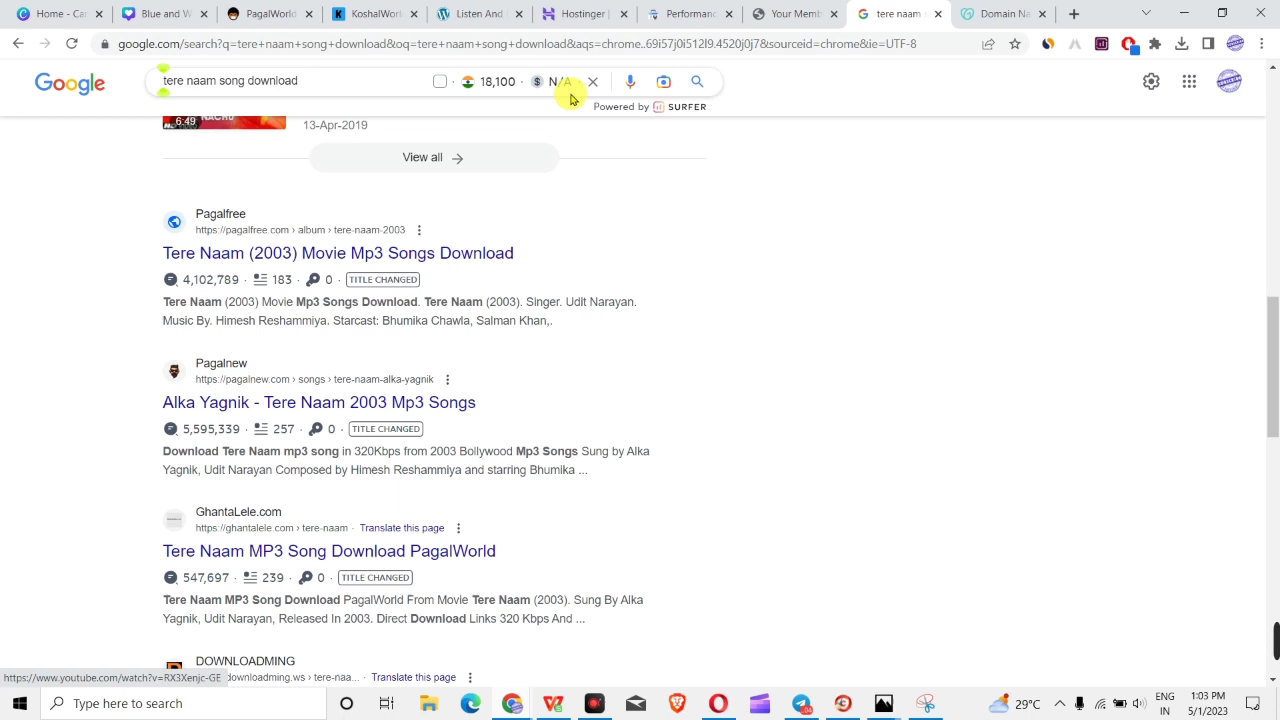 Home - Car
tere naam
KosM
WorldWar
Listen And
Hostinger
Performanc
Your Memb
tere naam
Domain Na
google.com/search?q=tere+naam+song+download&oq=tere+naam+song+download&aqs=chrome..69i57j0i512l9.4520j0j7&sourceid=chrome&ie=UTF-8
Google
tere naam song download
18,100 · N/A
Powered by SURFER
6:49
13-Apr-2019
View all
Pagalfree
https://pagalfree.com › album › tere-naam-2003
Tere Naam (2003) Movie Mp3 Songs Download
4,102,789 · 183 · 0 · TITLE CHANGED
Tere Naam (2003) Movie Mp3 Songs Download. Tere Naam (2003). Singer. Udit Narayan.
Music By. Himesh Reshammiya. Starcast: Bhumika Chawla, Salman Khan,.
Pagalnew
https://pagalnew.com › songs › tere-naam-alka-yagnik
Alka Yagnik - Tere Naam 2003 Mp3 Songs
5,595,339 · 257 · 0 · TITLE CHANGED
Download Tere Naam mp3 song in 320Kbps from 2003 Bollywood Mp3 Songs Sung by Alka
Yagnik, Udit Narayan Composed by Himesh Reshammiya and starring Bhumika ...
GhantaLele.com
https://ghantalele.com › tere-naam · Translate this page
Tere Naam MP3 Song Download PagalWorld
547,697 · 239 · 0 · TITLE CHANGED
Tere Naam MP3 Song Download PagalWorld From Movie Tere Naam (2003). Sung By Alka
Yagnik, Udit Narayan, Released In 2003. Direct Download Links 320 Kbps And ...
DOWNLOADMING
downloadming.ws › tere-naa... Translate this page
https://www.youtube.com/watch?v=RX3Xenjc-GE
Type here to search
29°C
ENG
IN
1:03 PM
5/1/2023